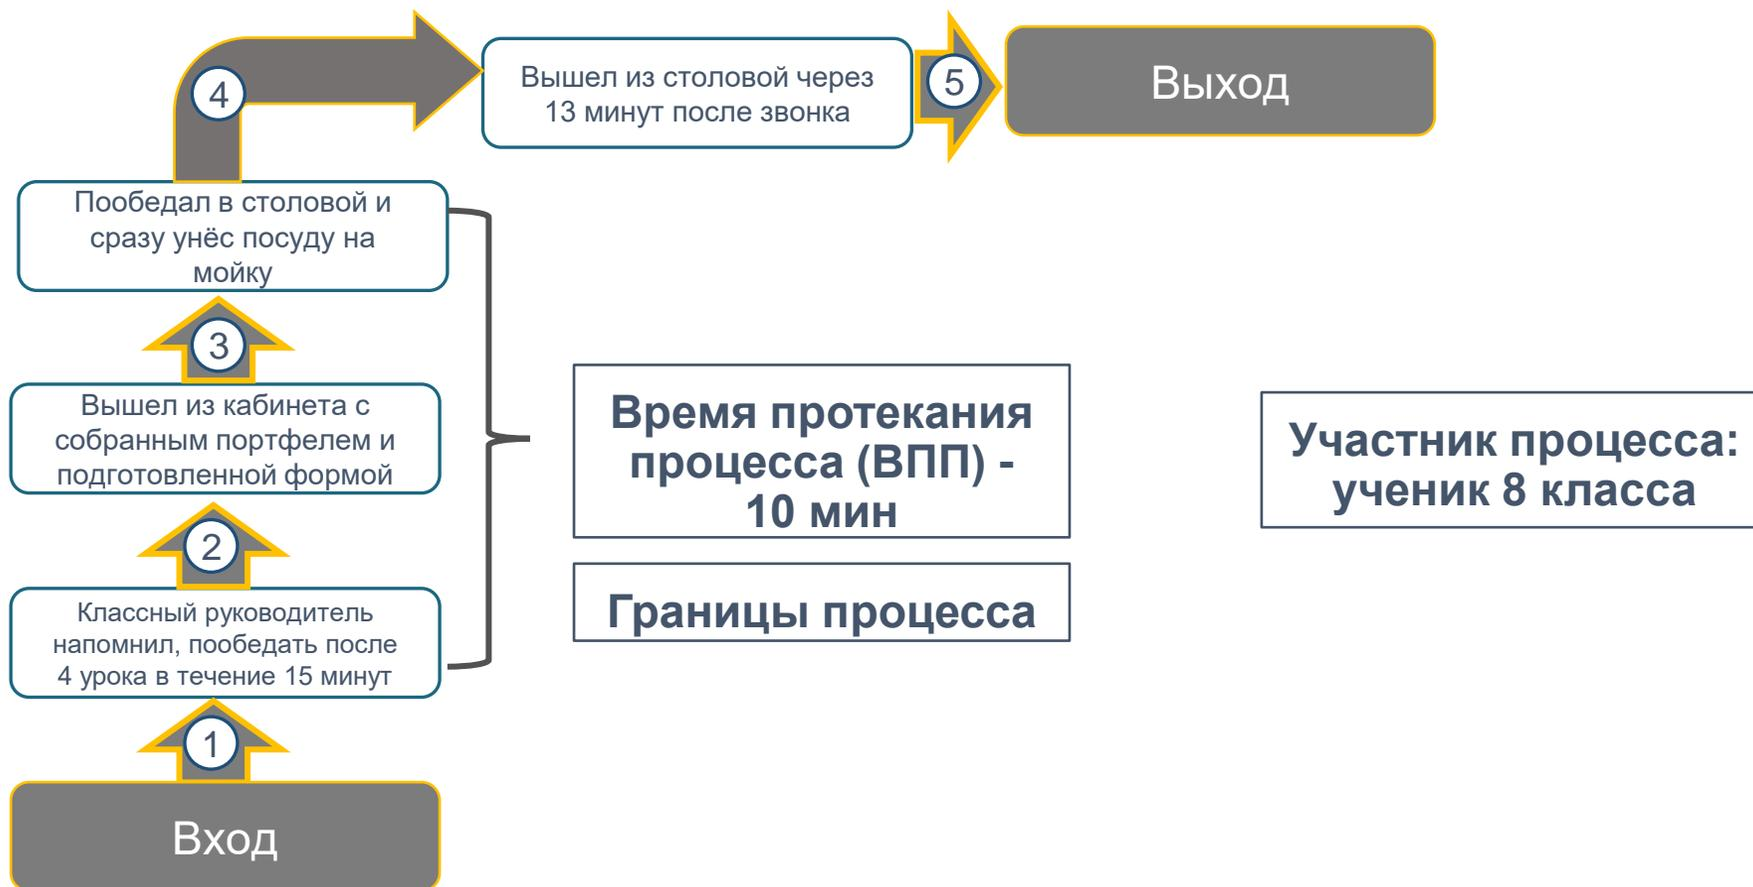 4
Вышел из столовой через
13 минут после звонка
5
Выход
Пообедал в столовой и
сразу унёс посуду на
мойку
3
Вышел из кабинета с
собранным портфелем и
подготовленной формой
2
Классный руководитель
напомнил, пообедать после
4 урока в течение 15 минут
1
Вход
Время протекания
процесса (ВПП) -
10 мин
Границы процесса
Участник процесса:
ученик 8 класса